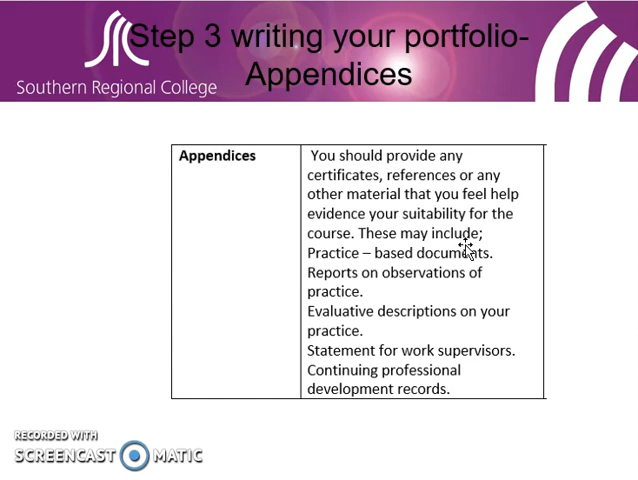 Step 3 writing your portfolio-
Appendices
Southern Regional College
Appendices
You should provide any
certificates, references or any
other material that you feel help
evidence your suitability for the
course. These may include;
Practice – based documents.
Reports on observations of
practice.
Evaluative descriptions on your
practice.
Statement for work supervisors.
Continuing professional
development records.
RECORDED WITH
SCREENCAST MATIC